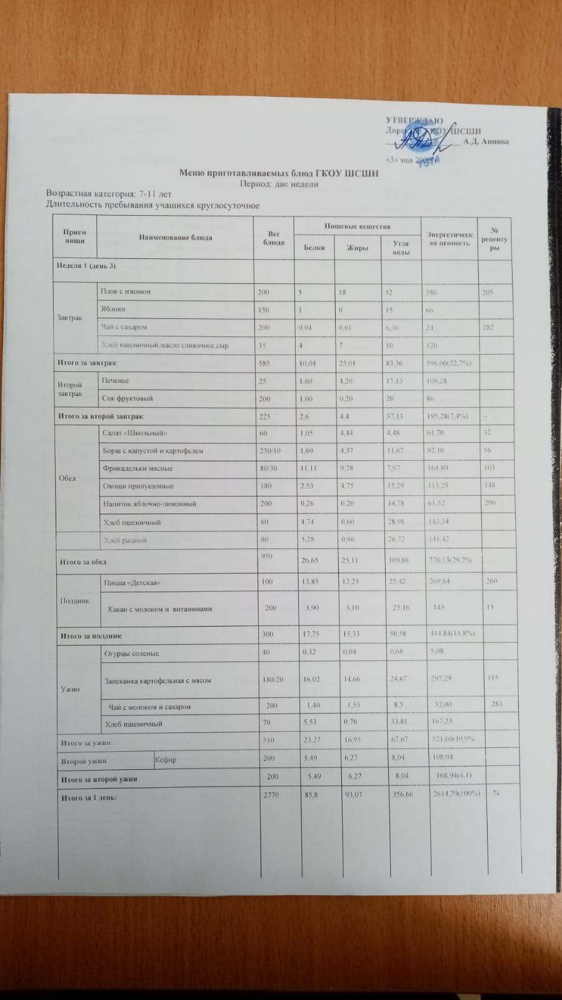 УТВЕРЖДАЮ
Директор ГКОУ ШСШИ
А.Д. Аипова
«3» мая
Меню приготавливаемых блюд ГКОУ ШСШИ
Период: две недели
Возрастная категория: 7-11 лет
Длительность пребывания учащихся круглосуточное
Прием пищи Наименование блюда Вес блюда Пищевые вещества Энергетическ ая ценность № рецепту ры
Белки Жиры Угле воды
Неделя 1 (день 3)
Завтрак
Плов с изюмом 200 5 18 52 386 205
Яблоко 150 1 0 15 66
Чай с сахаром 200 0,04 0,01 6,36 24 282
Хлеб пшеничный,масло сливочное,сыр 35 4 7 10 120
Итого за завтрак 585 10,04 25,01 83,36 596,00(22,7%)
Второй завтрак
Печенье 25 1,60 4,20 17,13 109,28
Сок фруктовый 200 1,00 0,20 20 86
Итого за второй завтрак 225 2,6 4,4 37,13 195,28(7,4%) –
Обед
Салат «Школьный» 60 1,05 4,44 4,48 61,70 32
Борщ с капустой и картофелем 250/10 1,69 4,37 11,67 92,10 56
Фрикадельки мясные 80/30 11,11 9,78 7,97 164,80 103
Овощи припущенные 180 2,53 4,75 15,29 113,25 148
Напиток яблочно-лимонный 200 0,26 0,20 14,78 61,52 290
Хлеб пшеничный 60 4,74 0,60 28,98 143,34
Хлеб ржаной 80 5,28 0,96 26,72 141,42
Итого за обед 950 26,65 25,11 109,88 778,13(29,7%
Полдник
Пицца «Детская» 100 13,85 12,23 25,42 269,84 260
Какао с молоком и витаминами 200 3,90 3,10 25,16 145 15
Итого за полдник 300 17,75 15,33 50,58 414,84(15,8%)
Ужин
Огурцы соленые 40 0,32 0,04 0,68 5,08
Запеканка картофельная с мясом 180/20 16,02 14,66 24,67 297,29 115
Чай с молоком и сахаром 200 1,40 1,55 8,5 52,00 283
Хлеб пшеничный 70 5,53 0,70 33,81 167,23
Итого за ужин 510 23,27 16,95 67,67 521,60(19,9%
Второй ужин Кефир 200 5,49 6,27 8,04 108,94
Итого за второй ужин 200 5,49 6,27 8,04 108,94(4,1)
Итого за 1 день: 2770 85,8 93,07 356,66 2614,79(100%) %